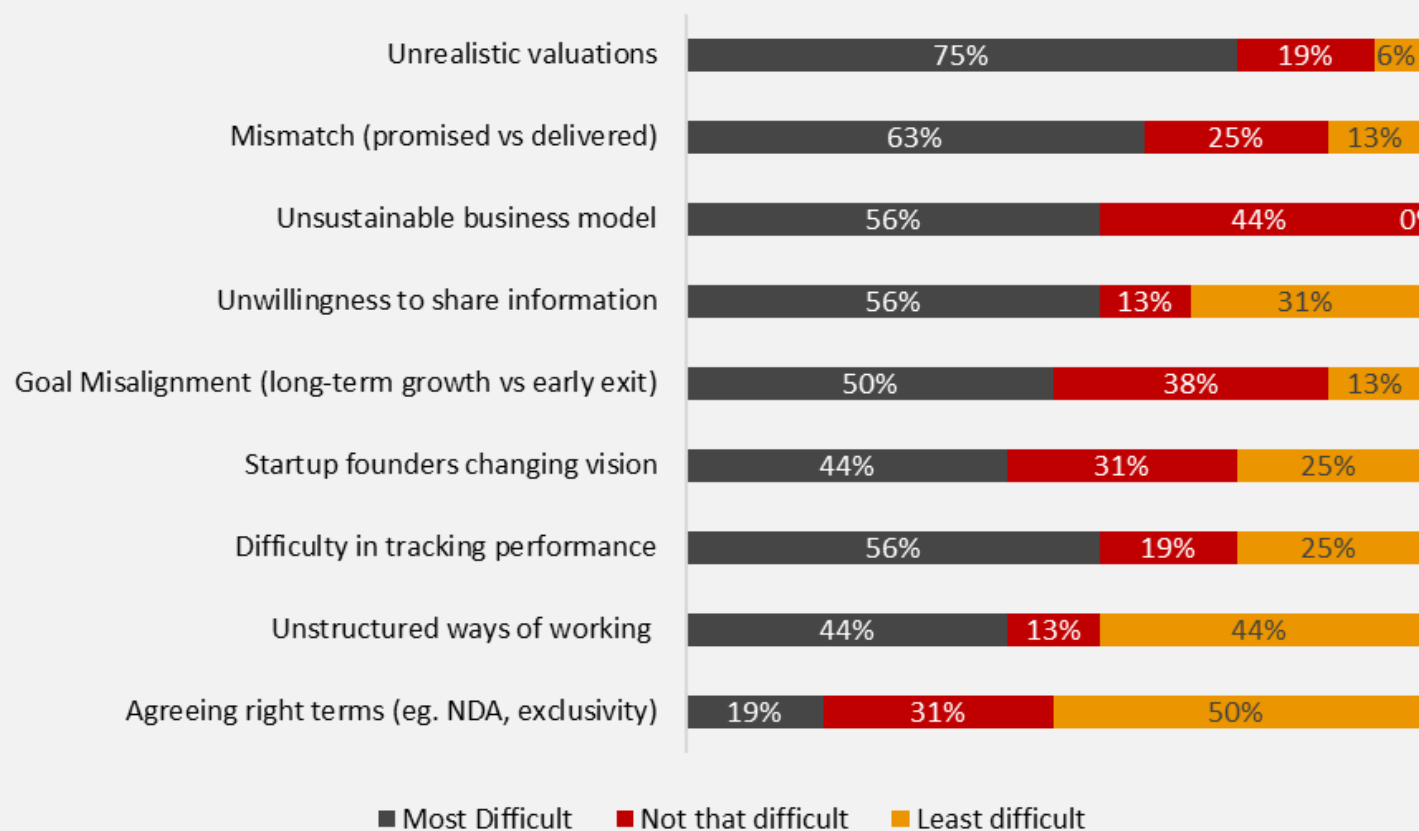 Unrealistic valuations 75% 19% 6%
Mismatch (promised vs delivered) 63% 25% 13%
Unsustainable business model 56% 44% 0%
Unwillingness to share information 56% 13% 31%
Goal Misalignment (long-term growth vs early exit) 50% 38% 13%
Startup founders changing vision 44% 31% 25%
Difficulty in tracking performance 56% 19% 25%
Unstructured ways of working 44% 13% 44%
Agreeing right terms (eg. NDA, exclusivity) 19% 31% 50%
Most Difficult Not that difficult Least difficult